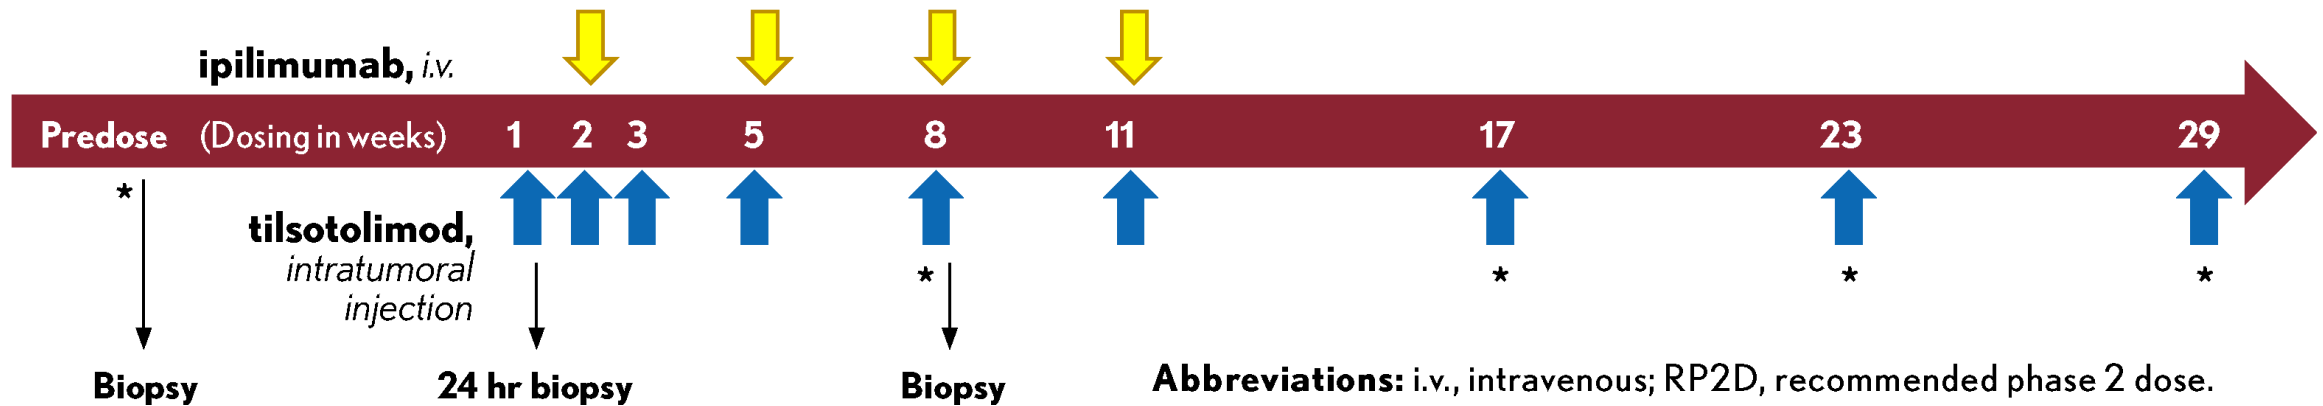 ipilimumab, i.v.
Predose (Dosing in weeks) 1 2 3 5 8 11 17 23 29
*
tilsotolimod,
intratumoral
injection
* * * *
Biopsy 24 hr biopsy Biopsy
Abbreviations: i.v., intravenous; RP2D, recommended phase 2 dose.